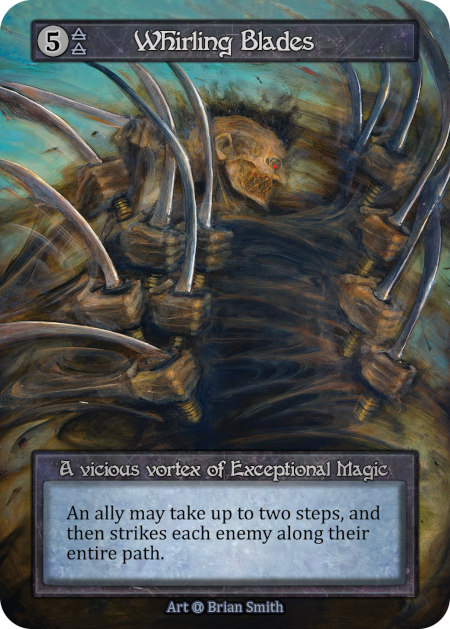 5 Whirling Blades
A vicious vortex of Exceptional Magic
An ally may take up to two steps, and
then strikes each enemy along their
entire path.
Art @ Brian Smith